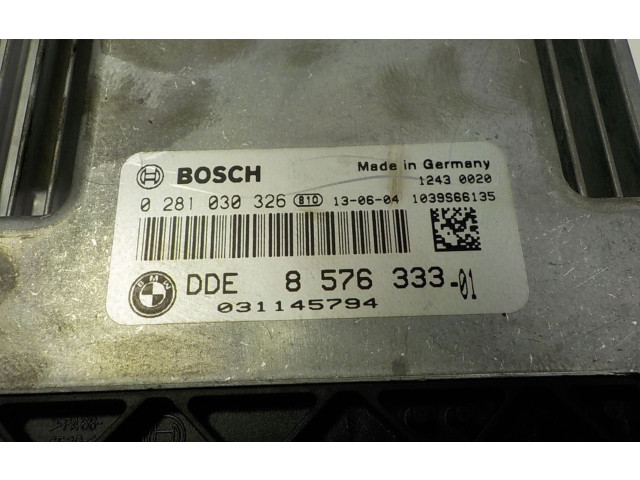 BOSCH Made in Germany
1243 0020
0 281 030 326 810 13-06-04 1039S66135
BMW DDE 8 576 333-01
031145794